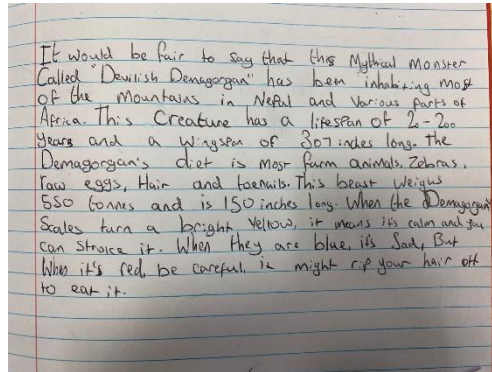 It would be fair to say that this Mythical monster
Called "Devilish Demagorgan" has been inhabiting most
of the mountains in Nepal and various parts of
Africa. This Creature has a lifespan of 2-200
years and a wingspan of 307 inches long. The
Demagorgan's diet is most farm animals. Zebras,
raw eggs, Hair and toenails. This beast weighs
550 tonnes and is 150 inches long. When the Demagorgan
Scales turn a bright Yellow, it means its calm and you
can stroke it. When they are blue, it's Sad, But
When it's red, be careful, it might rip your hair off
to eat it.